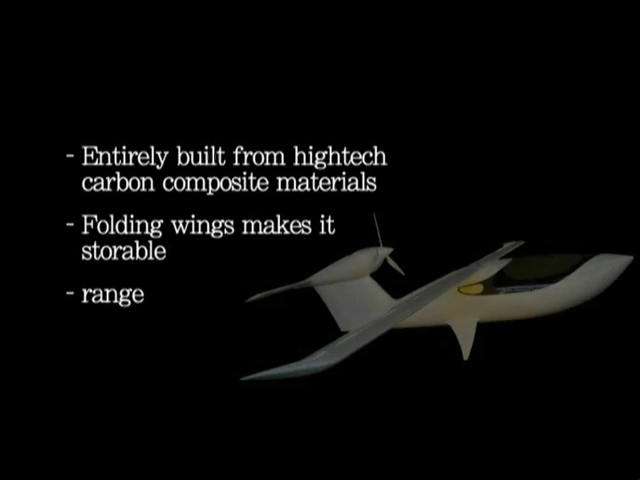 - Entirely built from hightech
carbon composite materials
- Folding wings makes it
storable
- range